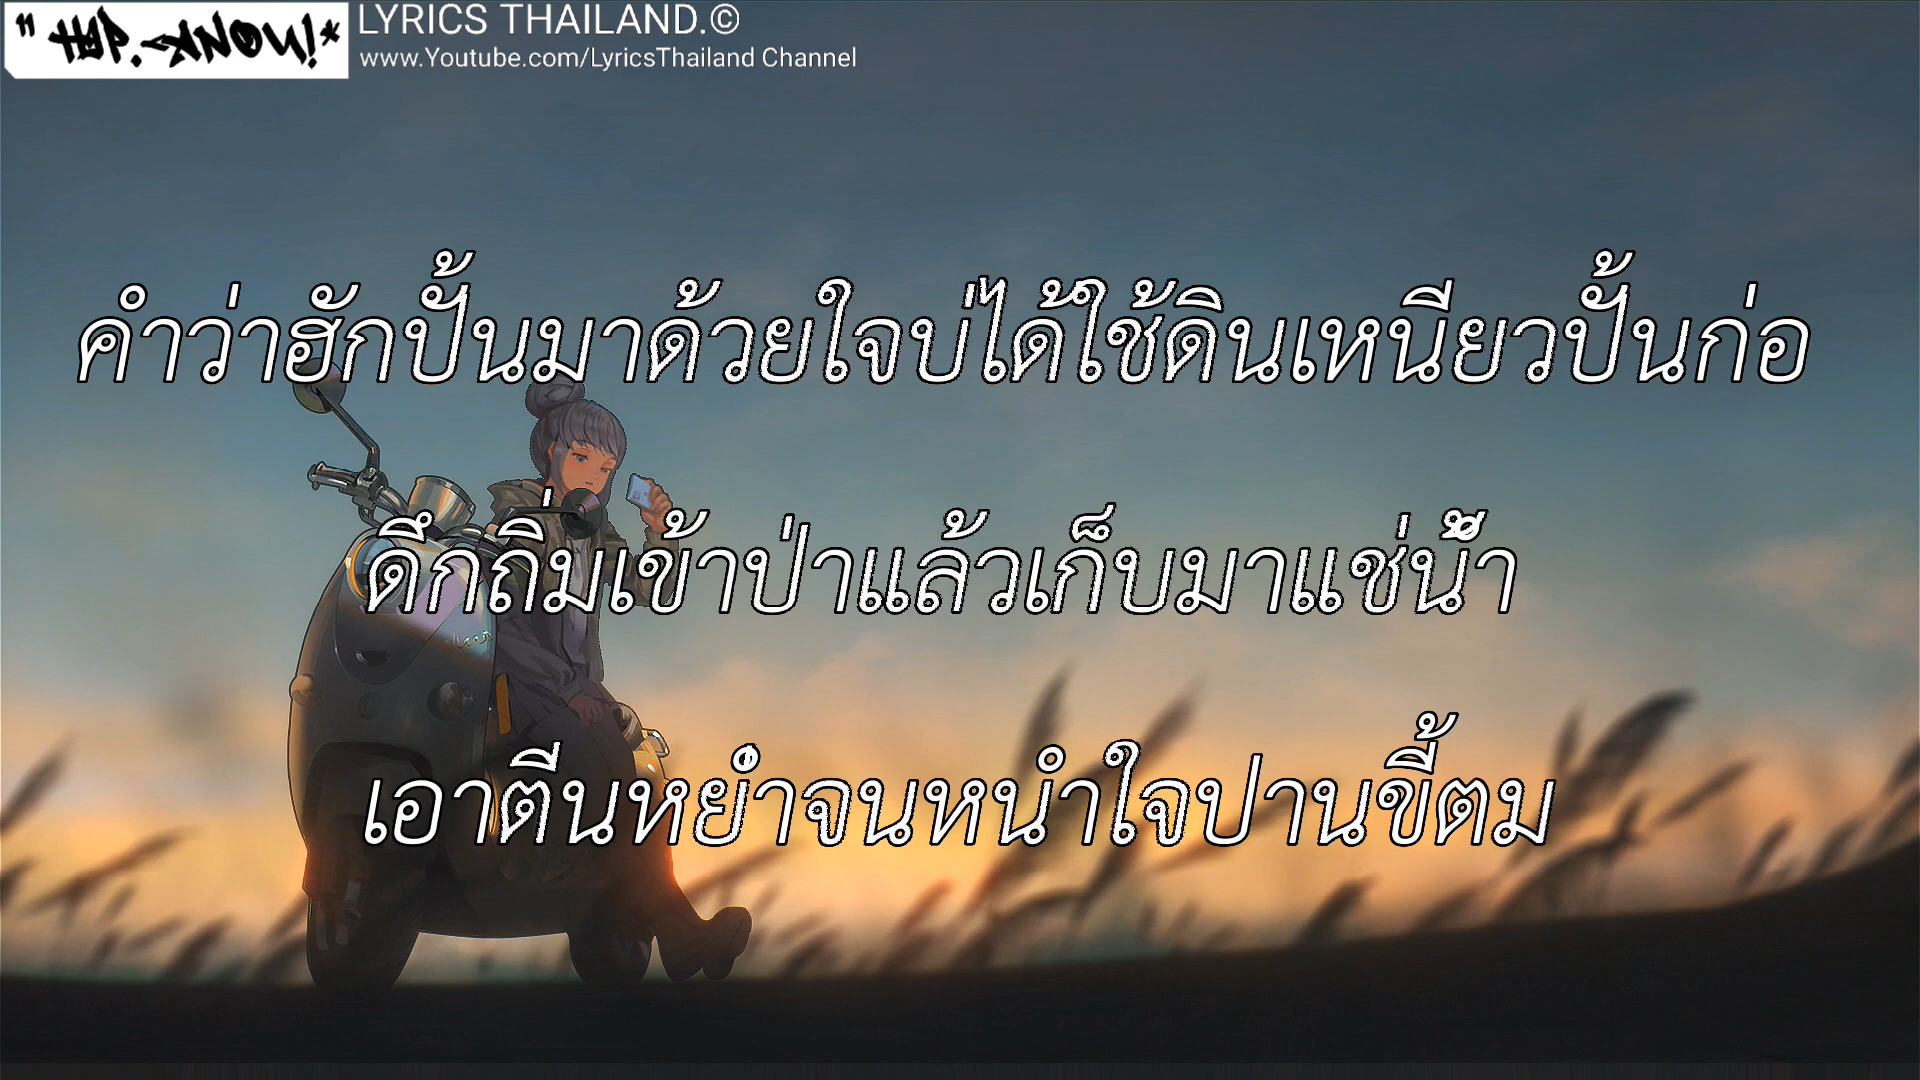 "HYP.-KNOW!*
LYRICS THAILAND.©
www.Youtube.com/LyricsThailand Channel
คำว่าฮักปั้นมาด้วยใจบ่ได้ใช้ดินเหนียวปั้นก่อ
ดึกถิ่มเข้าป่าแล้วเก็บมาแช่น้ำ
เอาตีนหย่ำจนหนำใจปานขี้ตม